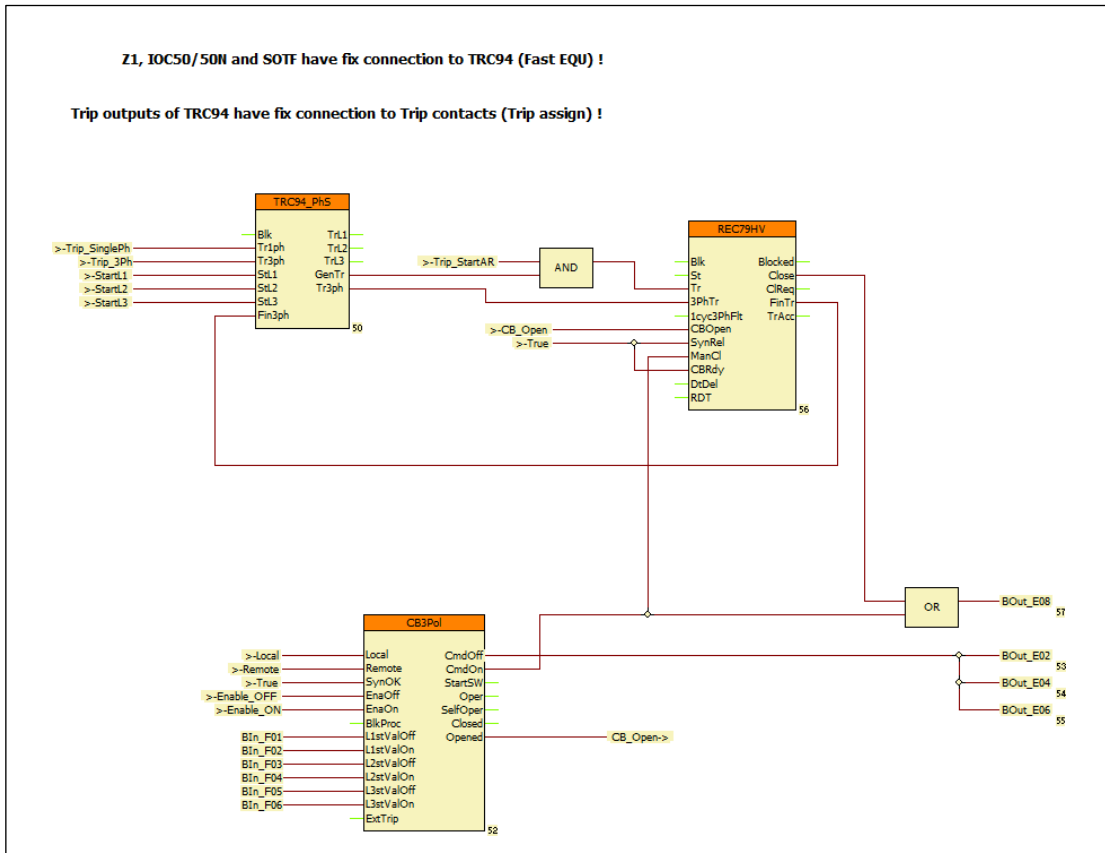 Z1, IOC50/50N and SOTF have fix connection to TRC94 (Fast EQU) !
Trip outputs of TRC94 have fix connection to Trip contacts (Trip assign) !
TRC94_PhS
Blk
TrL1
>-Trip_SinglePh
Tr1ph
TrL2
>-Trip_3Ph
Tr3ph
TrL3
>-StartL1
StL1
GenTr
>-StartL2
StL2
Tr3ph
>-StartL3
StL3
Fin3ph
50
>-Trip_StartAR
AND
REC79HV
Blk
Blocked
St
Close
Tr
ClReq
3PhTr
FinTr
1cyc3PhFlt
TrAcc
>-CB_Open
CBOpen
>-True
SynRel
ManCl
CBRdy
DtDel
RDT
56
OR
BOut_E08
57
CB3Pol
>-Local
Local
CmdOff
BOut_E02
53
>-Remote
Remote
CmdOn
>-True
SynOK
StartSW
BOut_E04
54
>-Enable_OFF
EnaOff
Oper
>-Enable_ON
EnaOn
SelfOper
BOut_E06
55
BlkProc
Closed
BIn_F01
L1stValOff
Opened
CB_Open->
BIn_F02
L1stValOn
BIn_F03
L2stValOff
BIn_F04
L2stValOn
BIn_F05
L3stValOff
BIn_F06
L3stValOn
ExtTrip
52